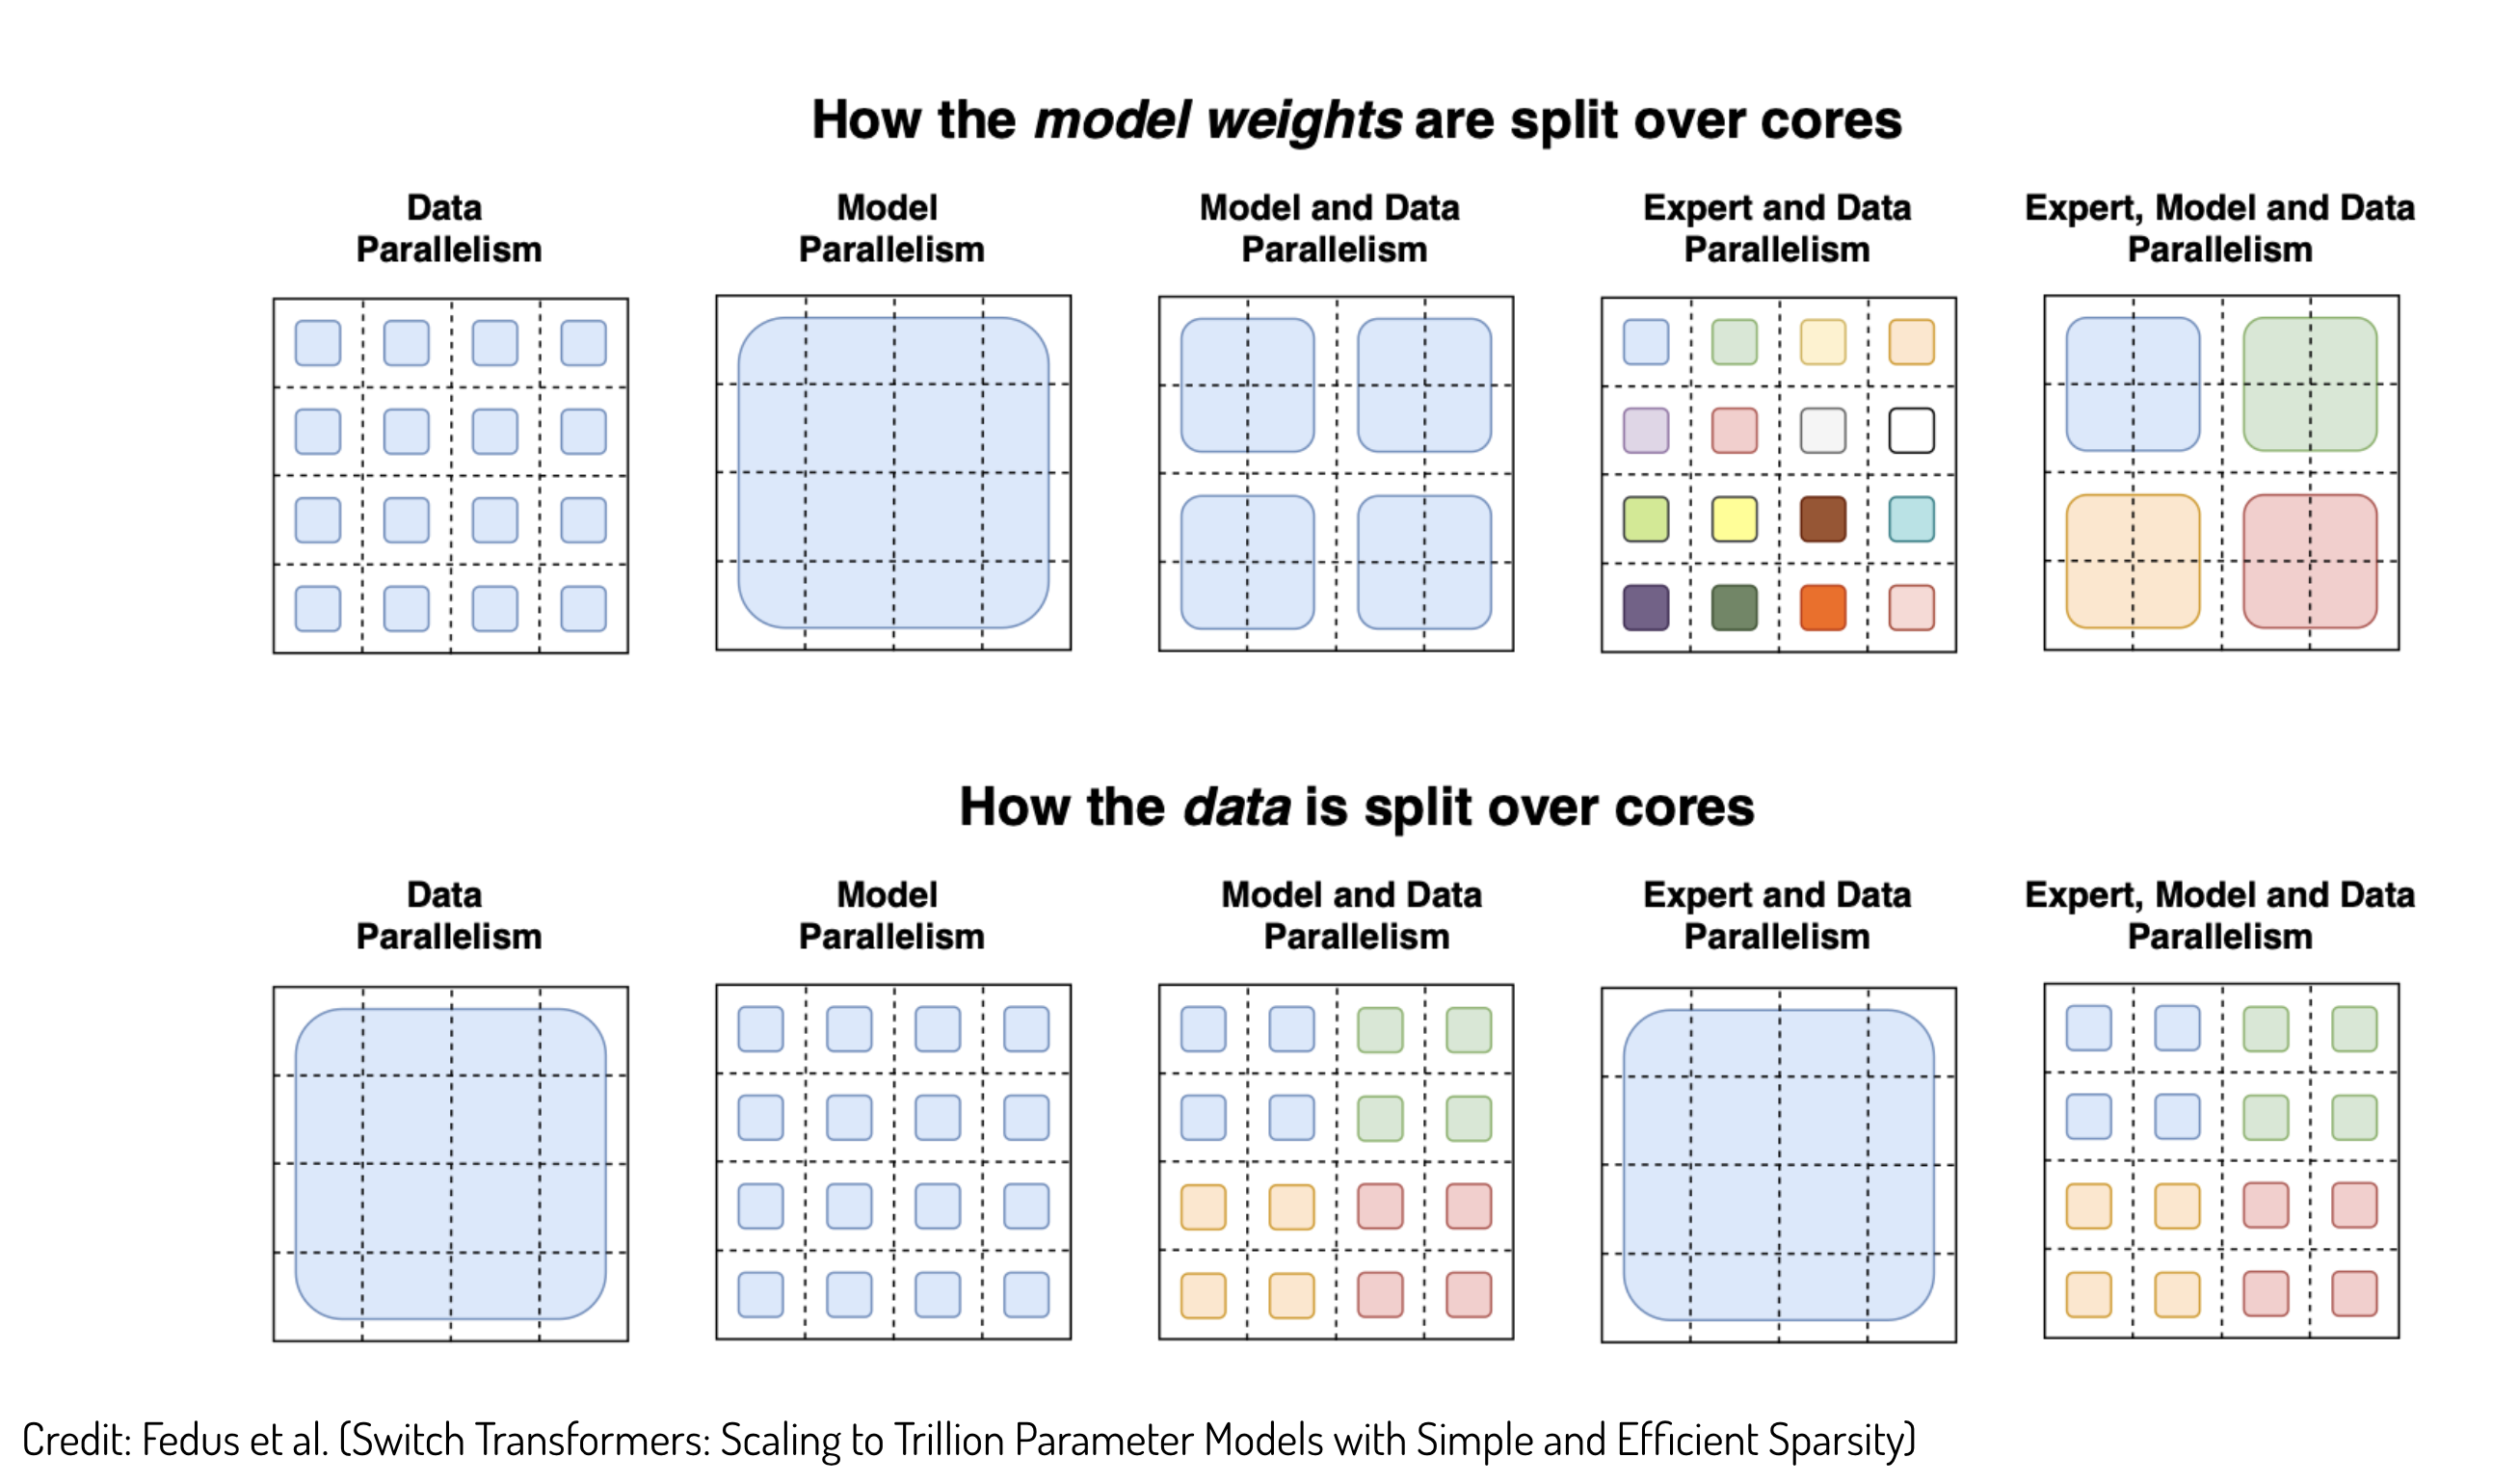 How the model weights are split over cores
Data
Parallelism
Model
Parallelism
Model and Data
Parallelism
Expert and Data
Parallelism
Expert, Model and Data
Parallelism
How the data is split over cores
Data
Parallelism
Model
Parallelism
Model and Data
Parallelism
Expert and Data
Parallelism
Expert, Model and Data
Parallelism
Credit: Fedus et al. (Switch Transformers: Scaling to Trillion Parameter Models with Simple and Efficient Sparsity)